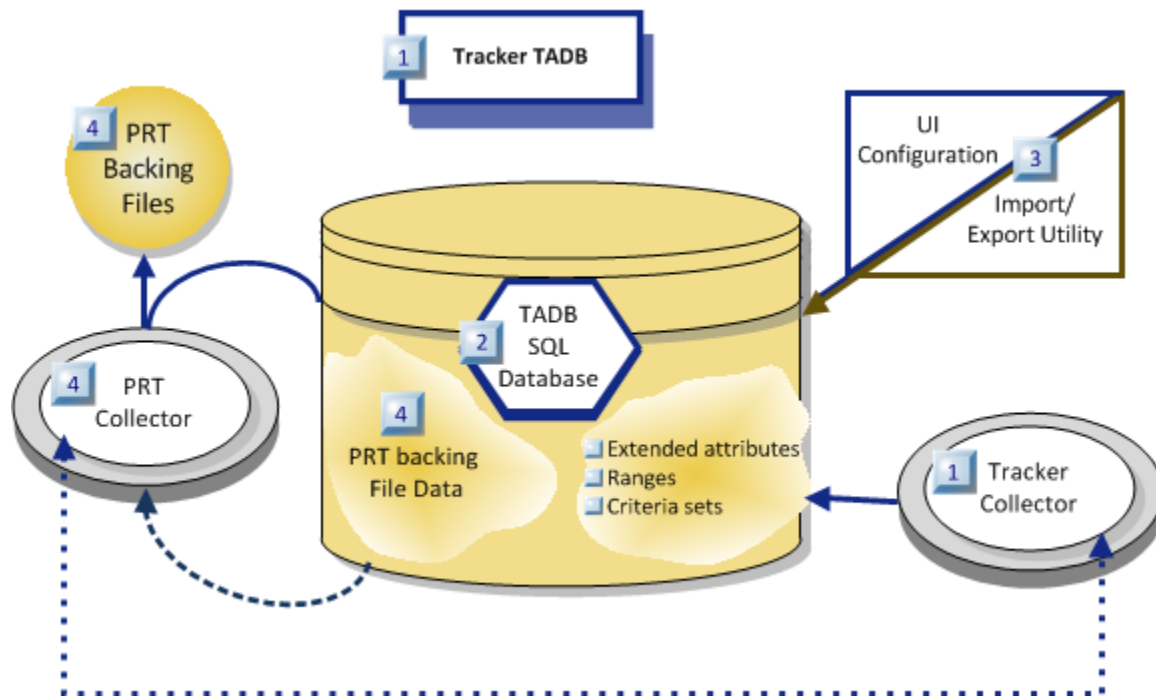 1 Tracker TADB
4 PRT
Backing
Files
UI
Configuration
3
Import/
Export Utility
TADB
2 SQL
Database
4 PRT
Collector
4
PRT backing
File Data
Extended attributes
Ranges
Criteria sets
1 Tracker
Collector